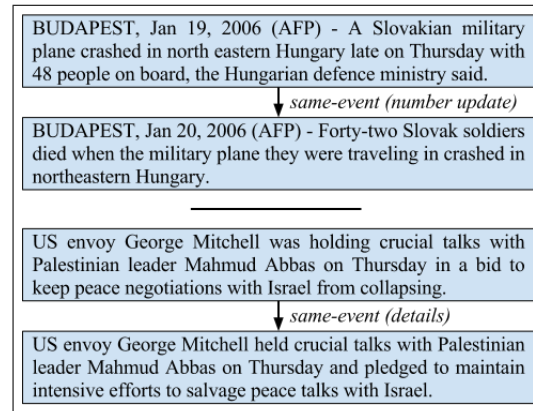 BUDAPEST, Jan 19, 2006 (AFP) - A Slovakian military
plane crashed in north eastern Hungary late on Thursday with
48 people on board, the Hungarian defence ministry said.
same-event (number update)
BUDAPEST, Jan 20, 2006 (AFP) - Forty-two Slovak soldiers
died when the military plane they were traveling in crashed in
northeastern Hungary.
US envoy George Mitchell was holding crucial talks with
Palestinian leader Mahmud Abbas on Thursday in a bid to
keep peace negotiations with Israel from collapsing.
same-event (details)
US envoy George Mitchell held crucial talks with Palestinian
leader Mahmud Abbas on Thursday and pledged to maintain
intensive efforts to salvage peace talks with Israel.